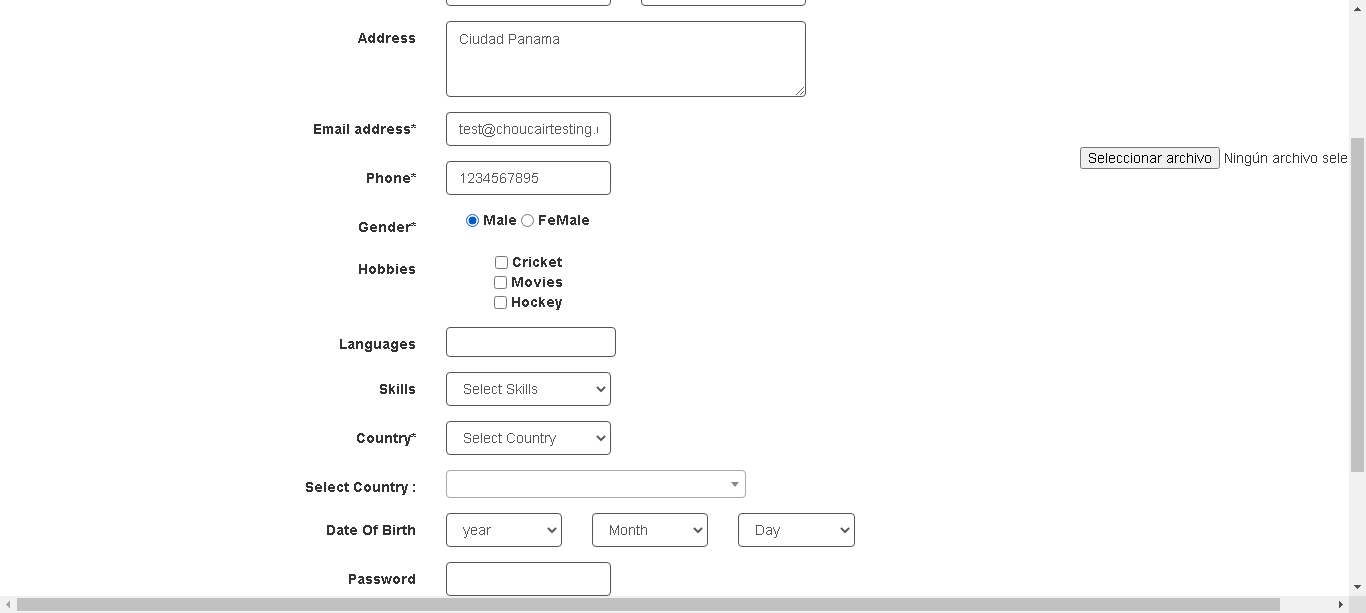 Address
Ciudad Panama
Email address*
test@choucairtesting.
Seleccionar archivo Ningún archivo sele
Phone*
1234567895
Gender*
Male FeMale
Hobbies
Cricket
Movies
Hockey
Languages
Skills
Select Skills
Country*
Select Country
Select Country :
Date Of Birth
year Month Day
Password